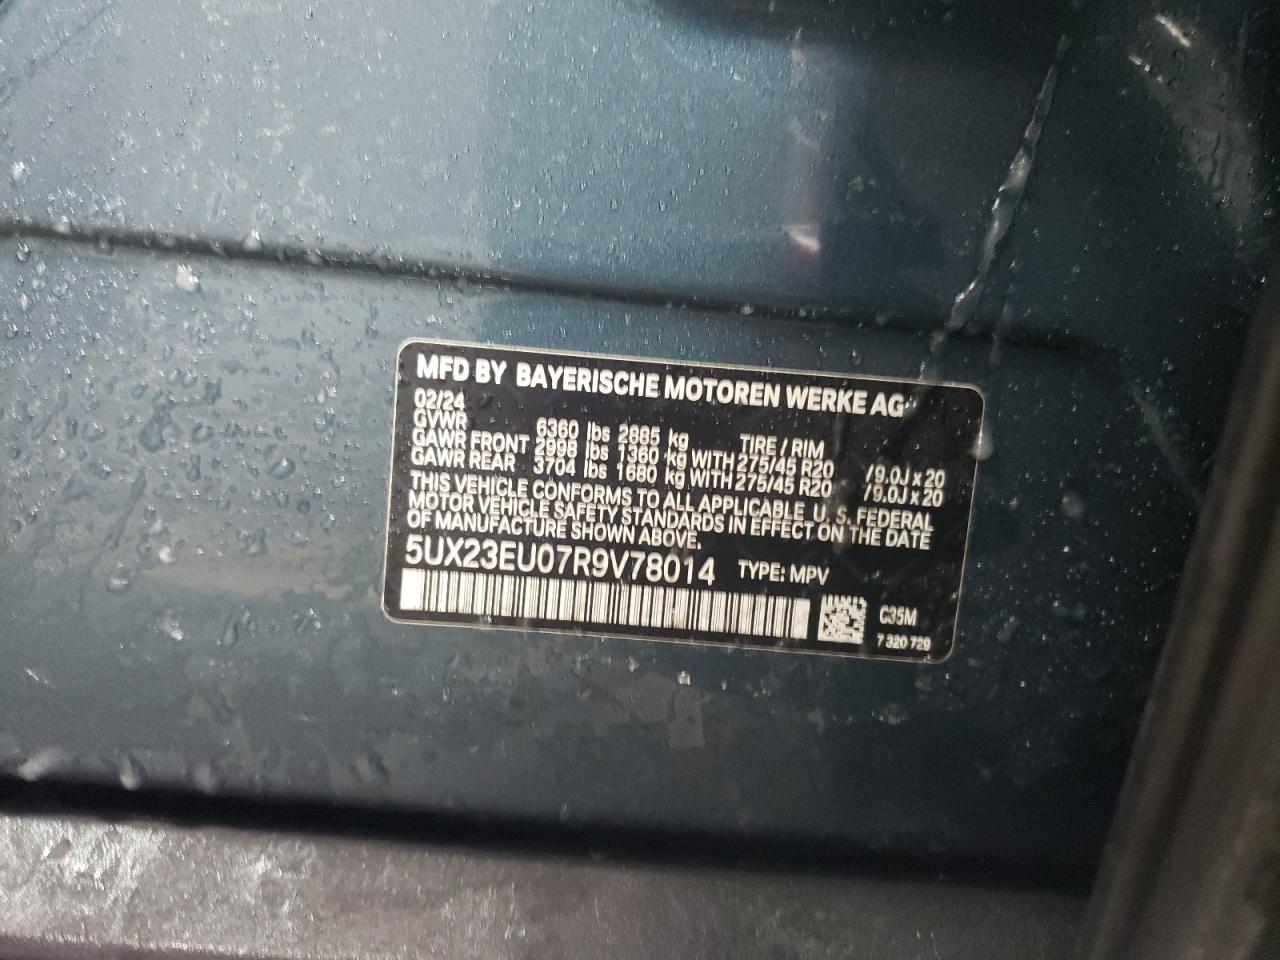 MFD BY BAYERISCHE MOTOREN WERKE AG
02/24
GVWR 6360 lbs 2885 kg TIRE / RIM
GAWR FRONT 2998 lbs 1360 kg WITH 275/45 R20 /9.0J x 20
GAWR REAR 3704 lbs 1680 kg WITH 275/45 R20 /9.0J x 20
THIS VEHICLE CONFORMS TO ALL APPLICABLE U.S. FEDERAL
MOTOR VEHICLE SAFETY STANDARDS IN EFFECT ON THE DATE
OF MANUFACTURE SHOWN ABOVE.
5UX23EU07R9V78014 TYPE: MPV
C35M
7 320 729